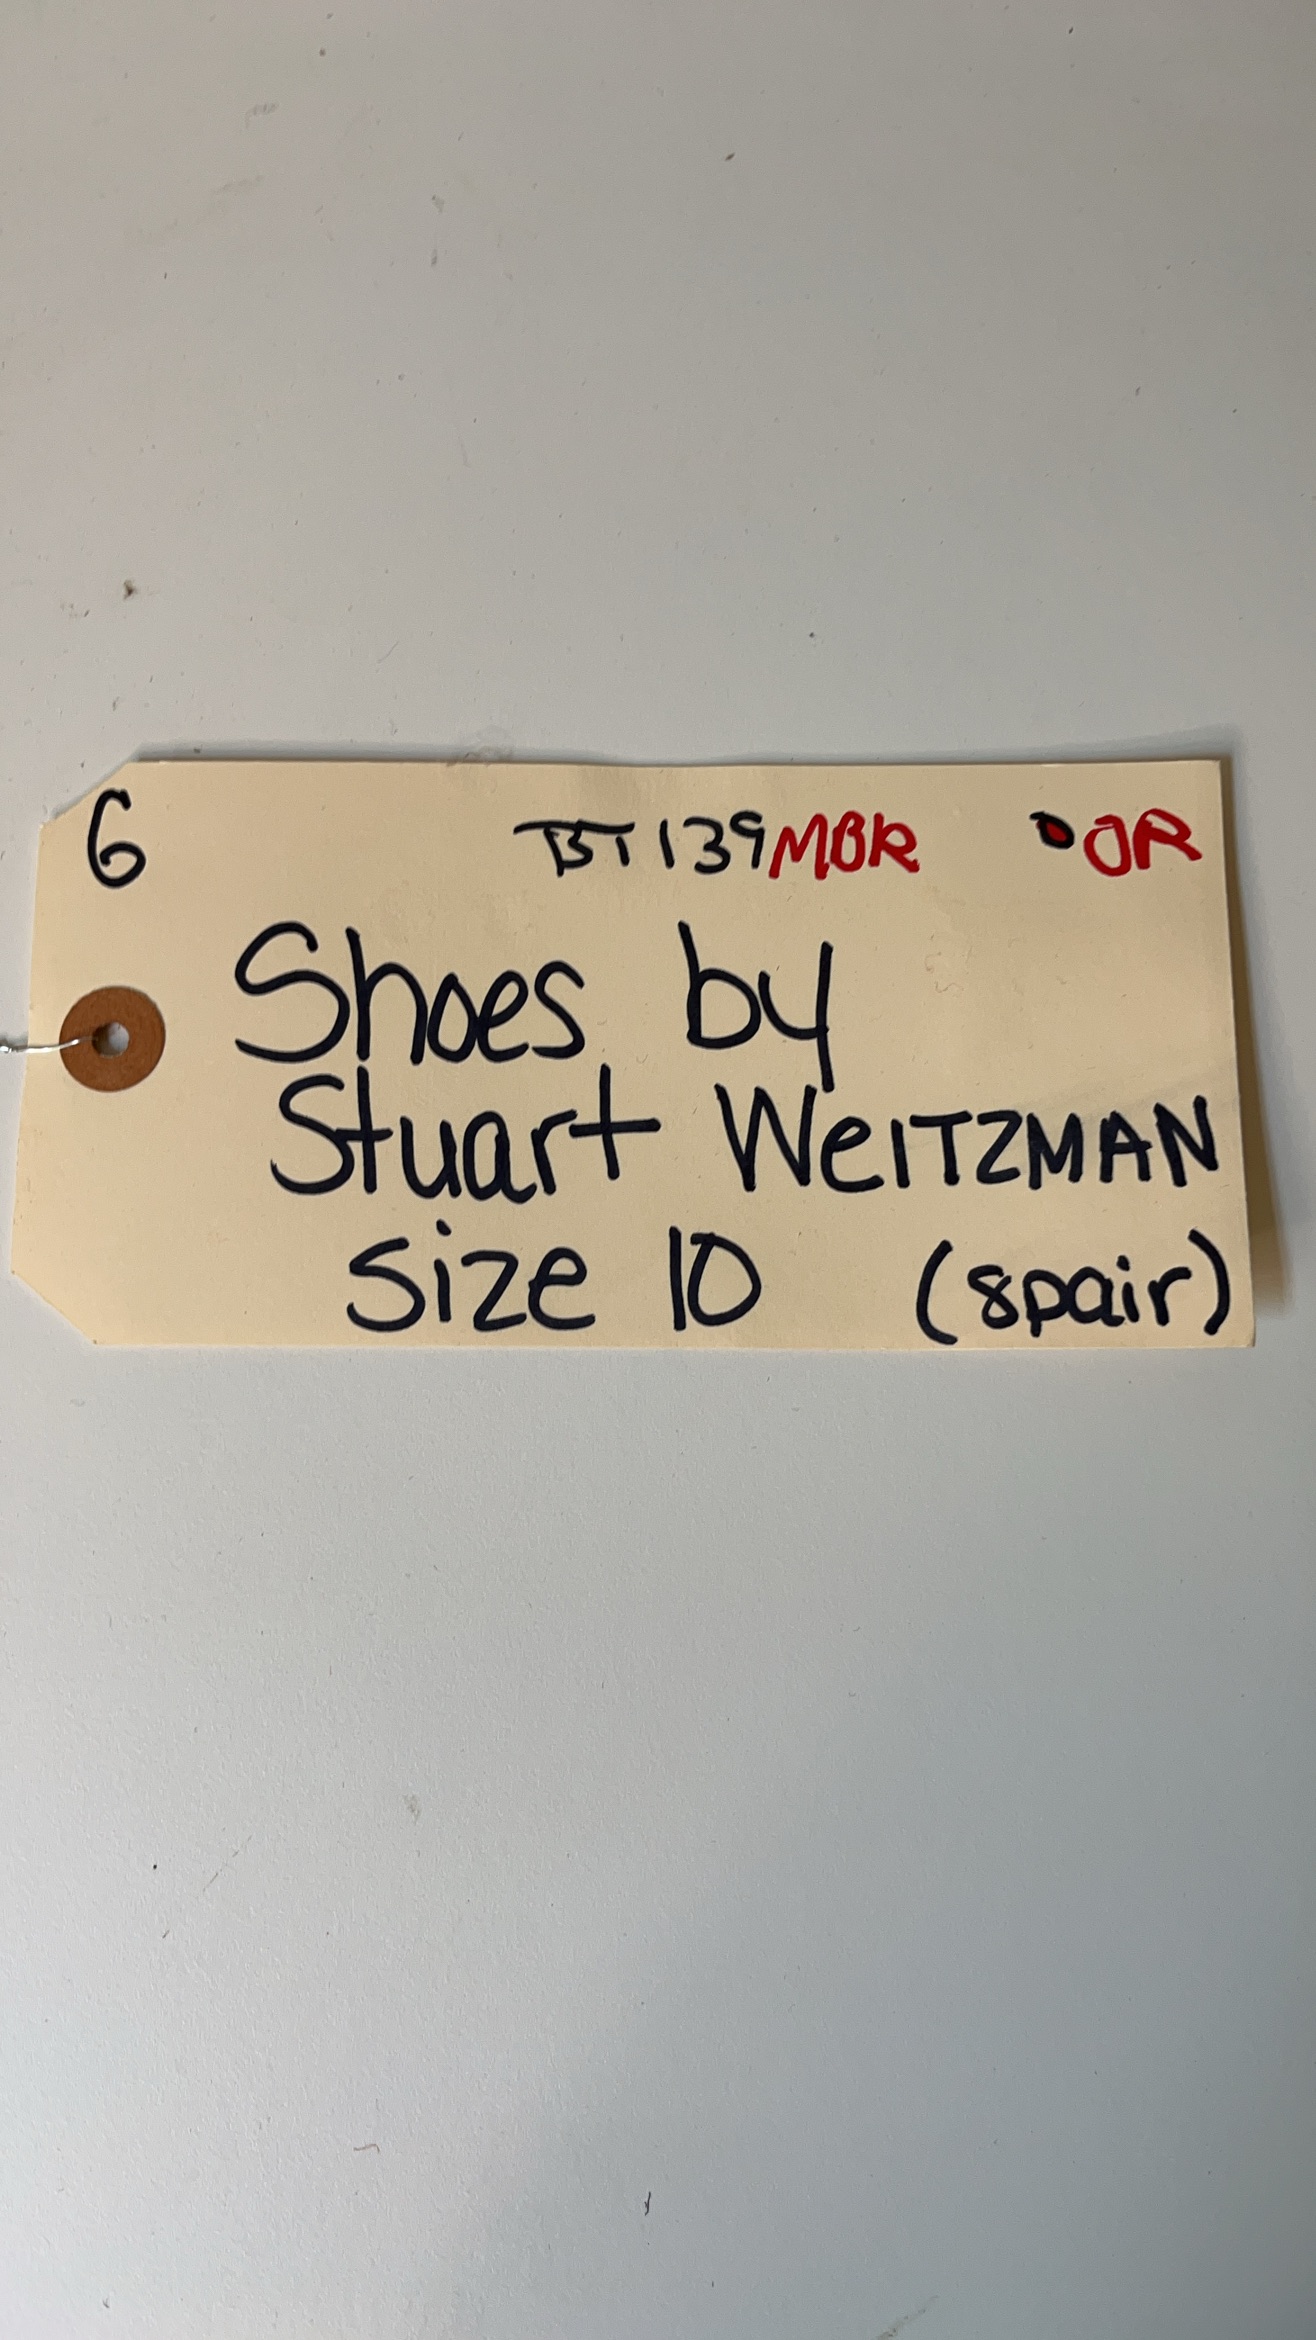 6 BT139MBR OR
Shoes by
Stuart WeITZMAN
Size 10 (8pair)